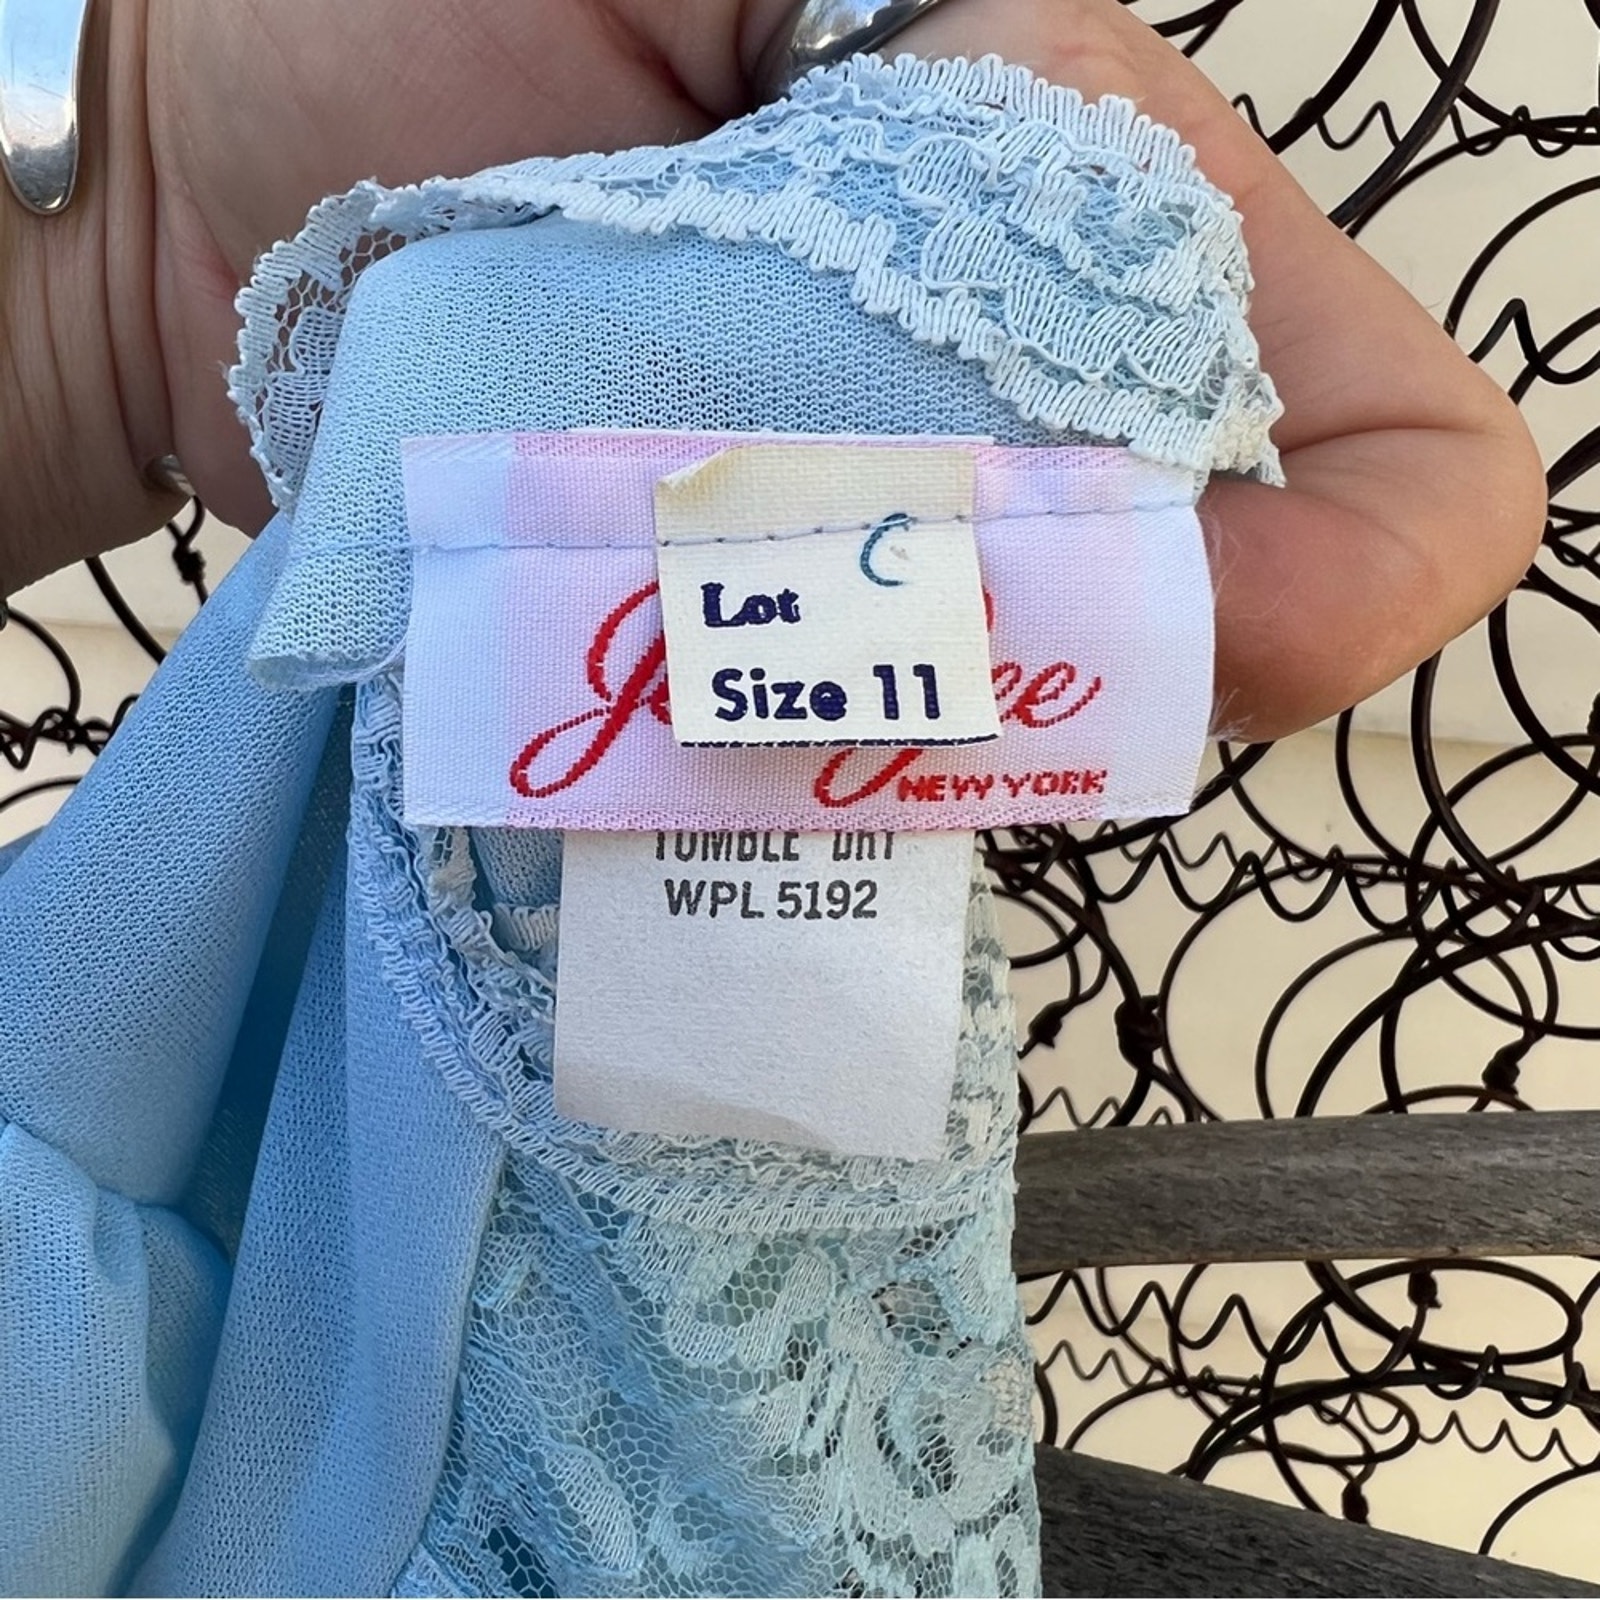 C
Lot
Size 11
NEW YORK
TUMBLE DRY
WPL 5192